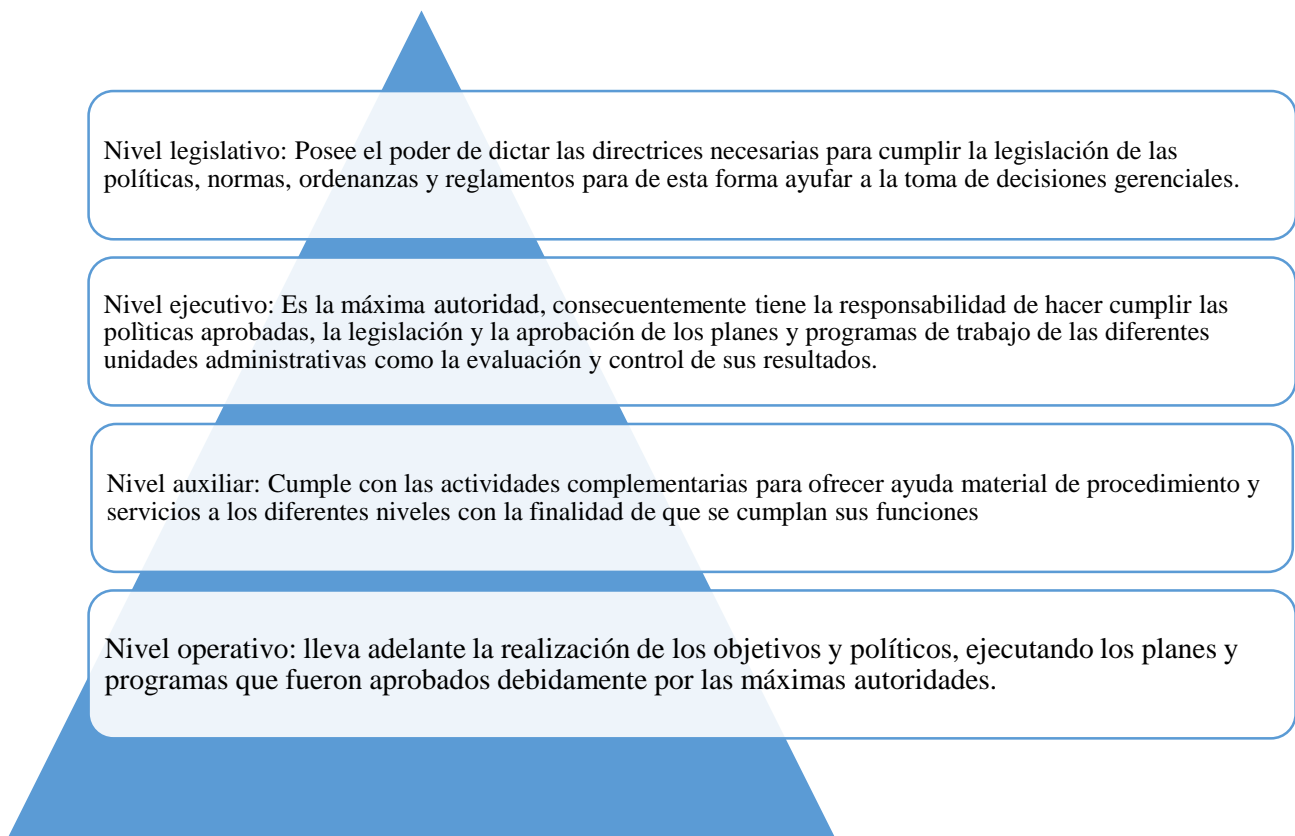 Nivel legislativo: Posee el poder de dictar las directrices necesarias para cumplir la legislación de las
políticas, normas, ordenanzas y reglamentos para de esta forma ayufar a la toma de decisiones gerenciales.
Nivel ejecutivo: Es la máxima autoridad, consecuentemente tiene la responsabilidad de hacer cumplir las
polìticas aprobadas, la legislación y la aprobación de los planes y programas de trabajo de las diferentes
unidades administrativas como la evaluación y control de sus resultados.
Nivel auxiliar: Cumple con las actividades complementarias para ofrecer ayuda material de procedimiento y
servicios a los diferentes niveles con la finalidad de que se cumplan sus funciones
Nivel operativo: lleva adelante la realización de los objetivos y políticos, ejecutando los planes y
programas que fueron aprobados debidamente por las máximas autoridades.